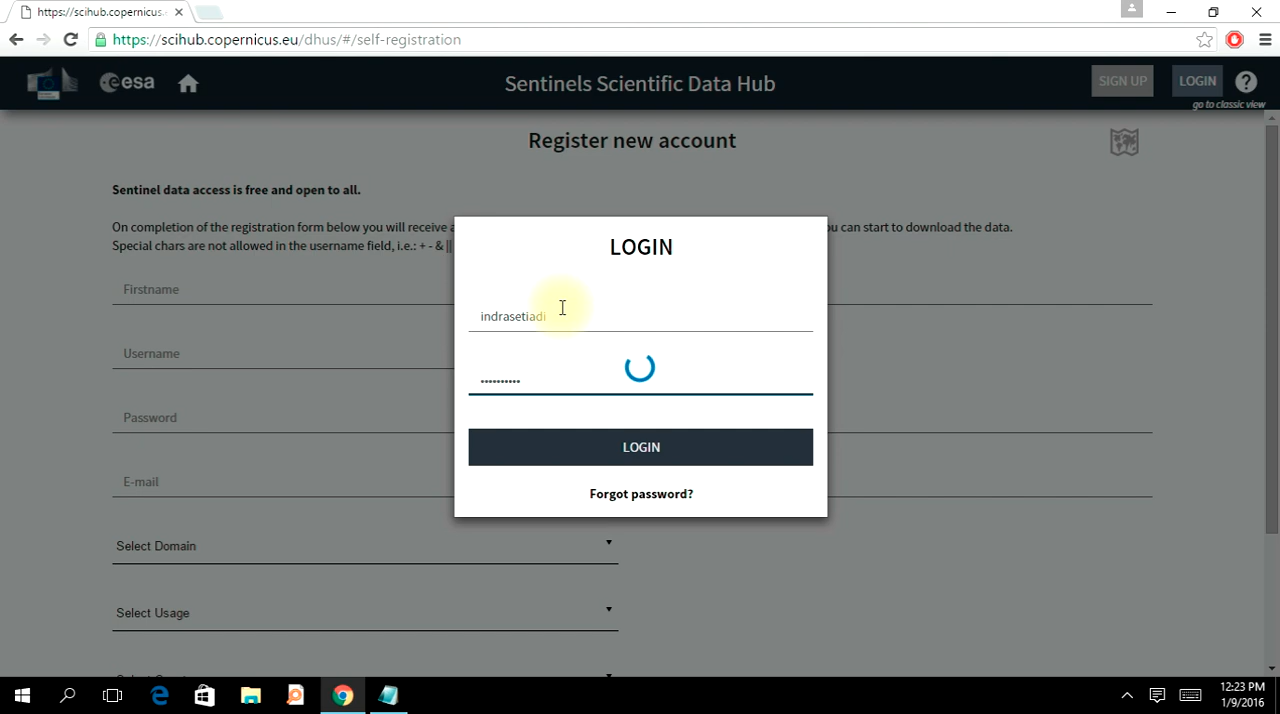 https://scihub.copernicus.
https://scihub.copernicus.eu/dhus/#/self-registration
esa
Sentinels Scientific Data Hub
SIGN UP
LOGIN
?
go to classic view
Register new account
Sentinel data access is free and open to all.
On completion of the registration form below you will receive ou can start to download the data.
Special chars are not allowed in the username field, i.e.: + - & ||
Firstname
Username
Password
E-mail
Select Domain
Select Usage
LOGIN
indrasetiadi
••••••••••
LOGIN
Forgot password?
12:23 PM
1/9/2016